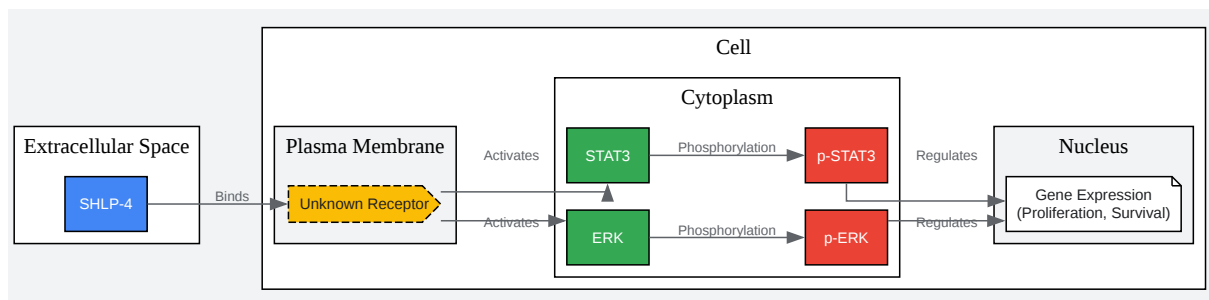 Cell
Cytoplasm
Extracellular Space
Plasma Membrane
Nucleus
Activates
STAT3
Phosphorylation
p-STAT3
Regulates
SHLP-4
Binds
Unknown Receptor
Gene Expression
(Proliferation, Survival)
Activates
ERK
Phosphorylation
p-ERK
Regulates